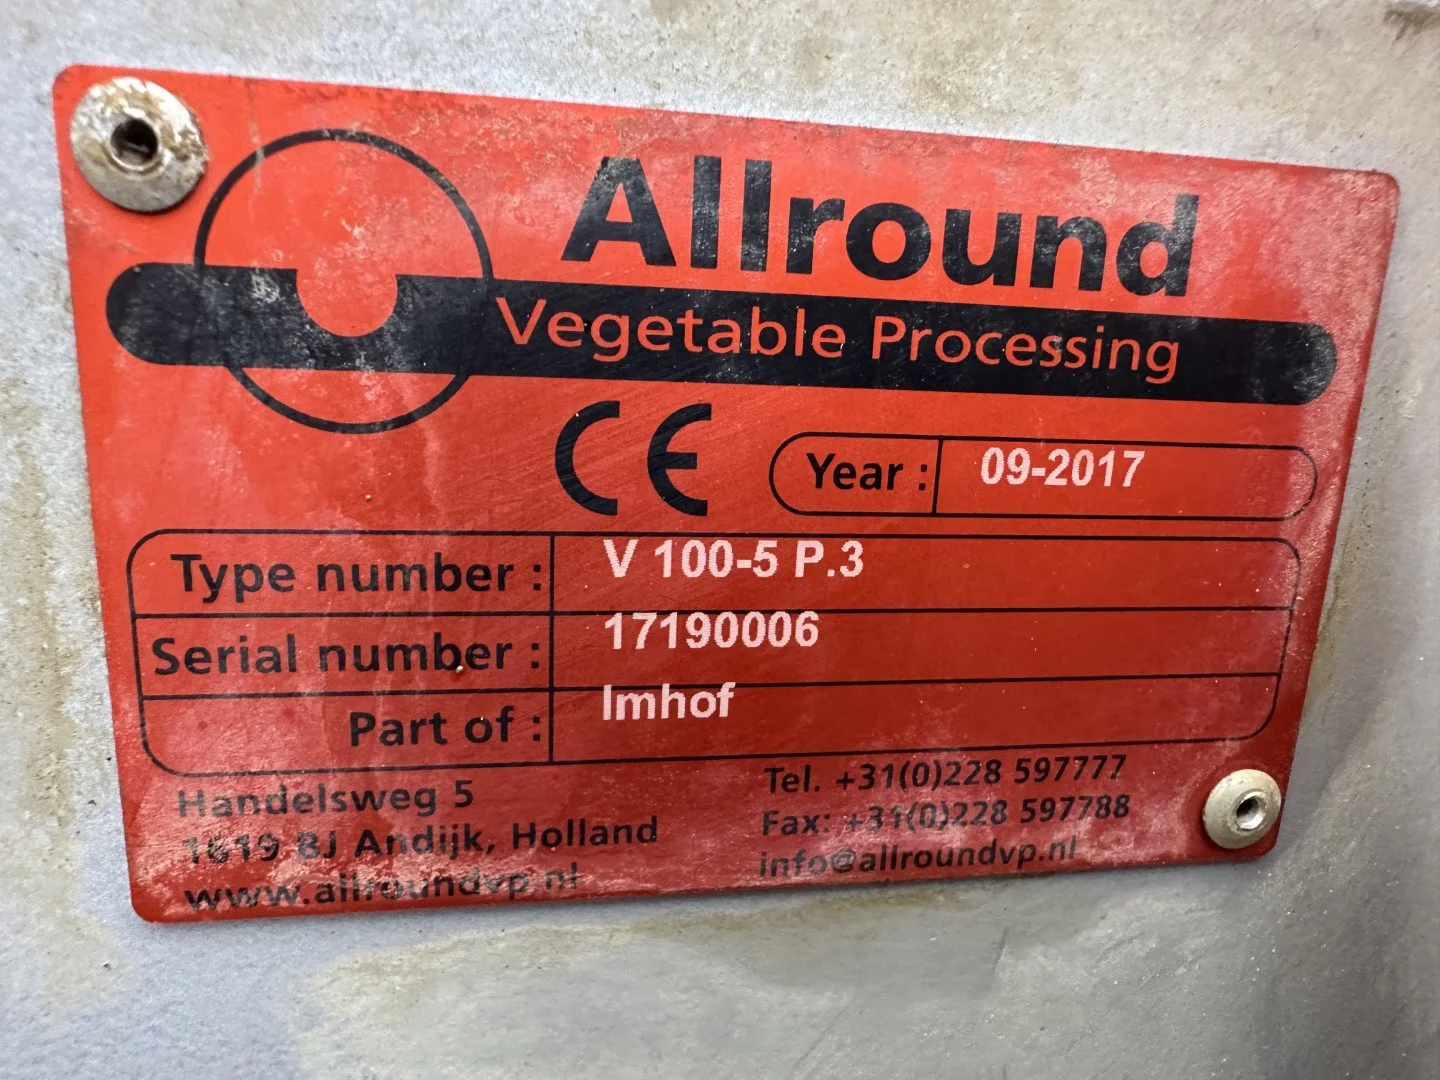 Allround
Vegetable Processing
CE
Year : 09-2017
Type number : V 100-5 P.3
Serial number : 17190006
Part of : Imhof
Handelsweg 5
1619 BJ Andijk, Holland
www.allroundvp.nl
Tel. +31(0)228 597777
Fax: +31(0)228 597788
info@allroundvp.nl